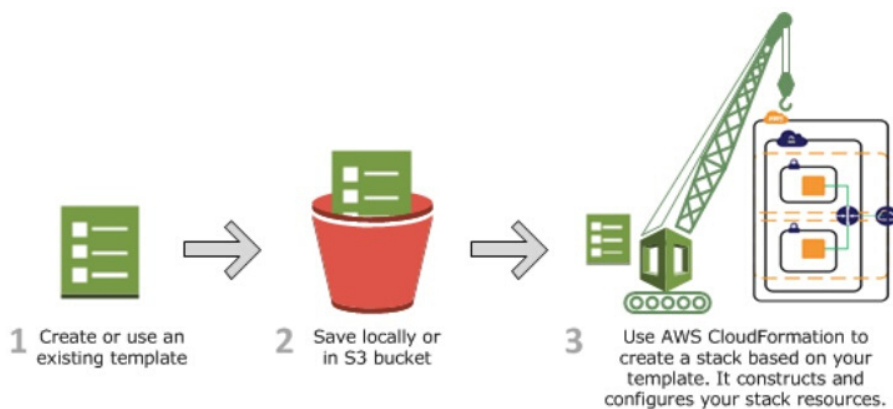 aws
1 Create or use an
existing template
2 Save locally or
in S3 bucket
3 Use AWS CloudFormation to
create a stack based on your
template. It constructs and
configures your stack resources.